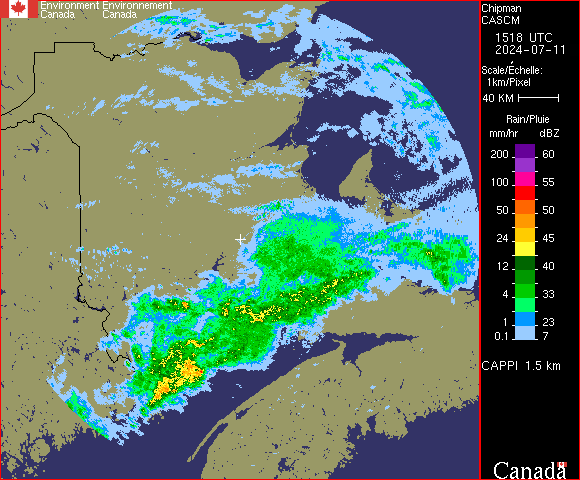 Environment Environnement
Canada Canada
Chipman
CASCM
1518 UTC
2024-07-11
Scale/Échelle:
1km/Pixel
40 KM
Rain/Pluie
mm/hr dBZ
200 60
100 55
50 50
24 45
12 40
4 33
1 23
0.1 7
CAPPI 1.5 km
Canada